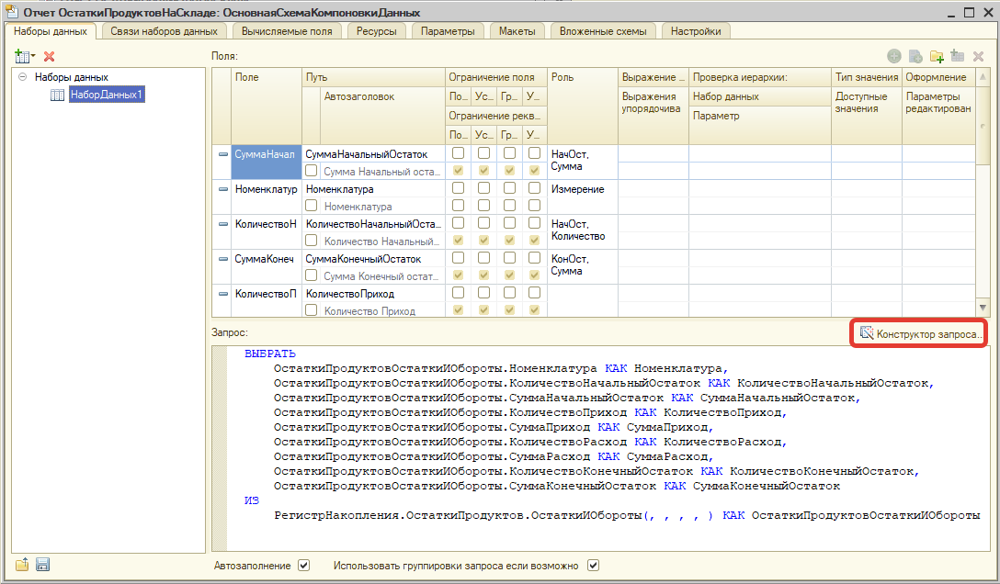 Отчет ОстаткиПродуктовНаСкладе: ОсновнаяСхемаКомпоновкиДанных
Наборы данных Связи наборов данных Вычисляемые поля Ресурсы Параметры Макеты Вложенные схемы Настройки
Поля:
Наборы данных
НаборДанных1
Поле Путь Ограничение поля Роль Выражение ... Проверка иерархии: Тип значения Оформление
Автозаголовок По... Ус... Гр... У... Выражения упорядочива Набор данных Доступные значения Параметры редактирован
Ограничение рекв... Параметр
По... Ус... Гр... У...
СуммаНачал СуммаНачальныйОстаток НачОст,
Сумма Начальный оста... Сумма
Номенклатур Номенклатура Измерение
Номенклатура
КоличествоН КоличествоНачальныйОста... НачОст,
Количество Начальный... Количество
СуммаКонеч СуммаКонечныйОстаток КонОст,
Сумма Конечный остат... Сумма
КоличествоП КоличествоПриход
Количество Приход
Запрос:
Конструктор запроса...
ВЫБРАТЬ
ОстаткиПродуктовОстаткиИОбороты.Номенклатура КАК Номенклатура,
ОстаткиПродуктовОстаткиИОбороты.КоличествоНачальныйОстаток КАК КоличествоНачальныйОстаток,
ОстаткиПродуктовОстаткиИОбороты.СуммаНачальныйОстаток КАК СуммаНачальныйОстаток,
ОстаткиПродуктовОстаткиИОбороты.КоличествоПриход КАК КоличествоПриход,
ОстаткиПродуктовОстаткиИОбороты.СуммаПриход КАК СуммаПриход,
ОстаткиПродуктовОстаткиИОбороты.КоличествоРасход КАК КоличествоРасход,
ОстаткиПродуктовОстаткиИОбороты.СуммаРасход КАК СуммаРасход,
ОстаткиПродуктовОстаткиИОбороты.КоличествоКонечныйОстаток КАК КоличествоКонечныйОстаток,
ОстаткиПродуктовОстаткиИОбороты.СуммаКонечныйОстаток КАК СуммаКонечныйОстаток
ИЗ
РегистрНакопления.ОстаткиПродуктов.ОстаткиИОбороты(, , , , ) КАК ОстаткиПродуктовОстаткиИОбороты
Автозаполнение Использовать группировки запроса если возможно